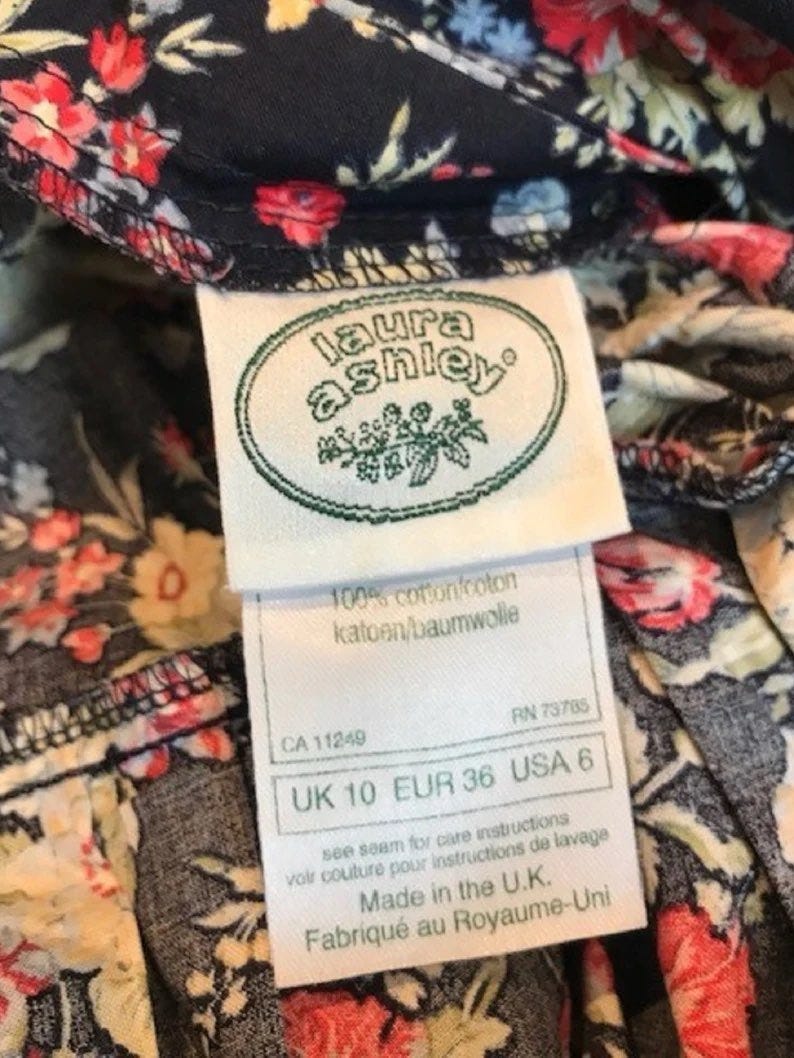 laura
ashley®
100% cotton/coton
katoen/baumwolle
RN 73785
CA 11249
UK 10 EUR 36 USA 6
see seam for care instructions
voir couture pour instructions de lavage
Made in the U.K.
Fabriqué au Royaume-Uni